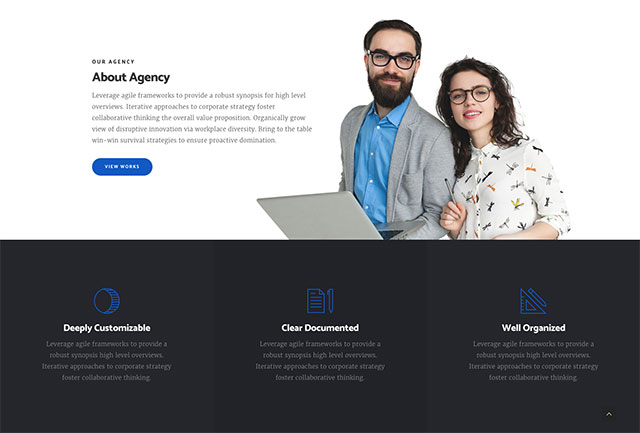 OUR AGENCY
About Agency
Leverage agile frameworks to provide a robust synopsis for high level
overviews. Iterative approaches to corporate strategy foster
collaborative thinking the overall value proposition. Organically grow
view of disruptive innovation via workplace diversity. Bring to the table
win-win survival strategies to ensure proactive domination.
VIEW WORKS
Deeply Customizable
Leverage agile frameworks to provide a
robust synopsis high level overviews.
Iterative approaches to corporate strategy
foster collaborative thinking.
Clear Documented
Leverage agile frameworks to provide a
robust synopsis high level overviews.
Iterative approaches to corporate strategy
foster collaborative thinking.
Well Organized
Leverage agile frameworks to provide a
robust synopsis high level overviews.
Iterative approaches to corporate strategy
foster collaborative thinking.